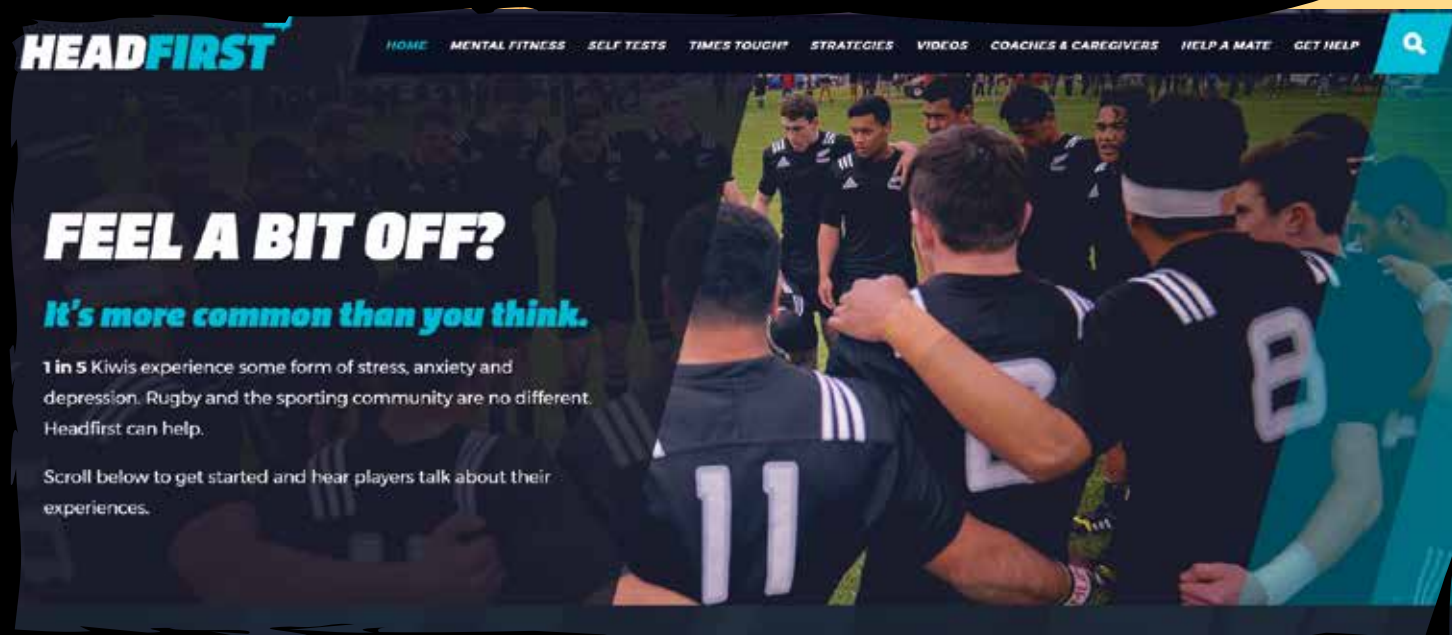 HEADFIRST
HOME MENTAL FITNESS SELF TESTS TIMES TOUGH? STRATEGIES VIDEOS COACHES & CAREGIVERS HELP A MATE GET HELP
FEEL A BIT OFF?
It's more common than you think.
1 in 5 Kiwis experience some form of stress, anxiety and
depression. Rugby and the sporting community are no different.
Headfirst can help.
Scroll below to get started and hear players talk about their
experiences.
11
2
8